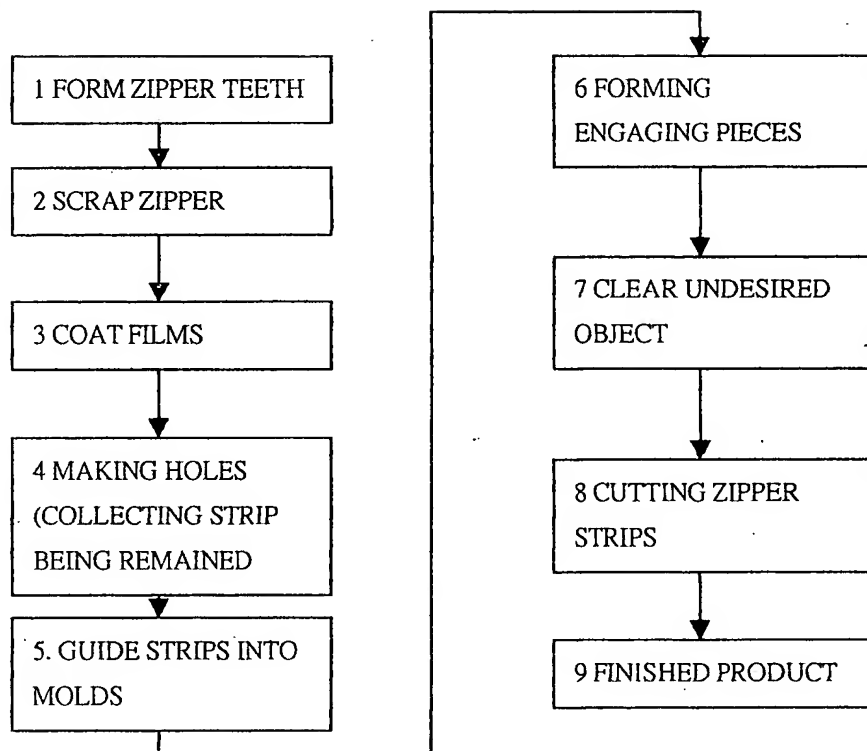 1 FORM ZIPPER TEETH
2 SCRAP ZIPPER
3 COAT FILMS
4 MAKING HOLES
(COLLECTING STRIP
BEING REMAINED
5. GUIDE STRIPS INTO
MOLDS
6 FORMING
ENGAGING PIECES
7 CLEAR UNDESIRED
OBJECT
8 CUTTING ZIPPER
STRIPS
9 FINISHED PRODUCT